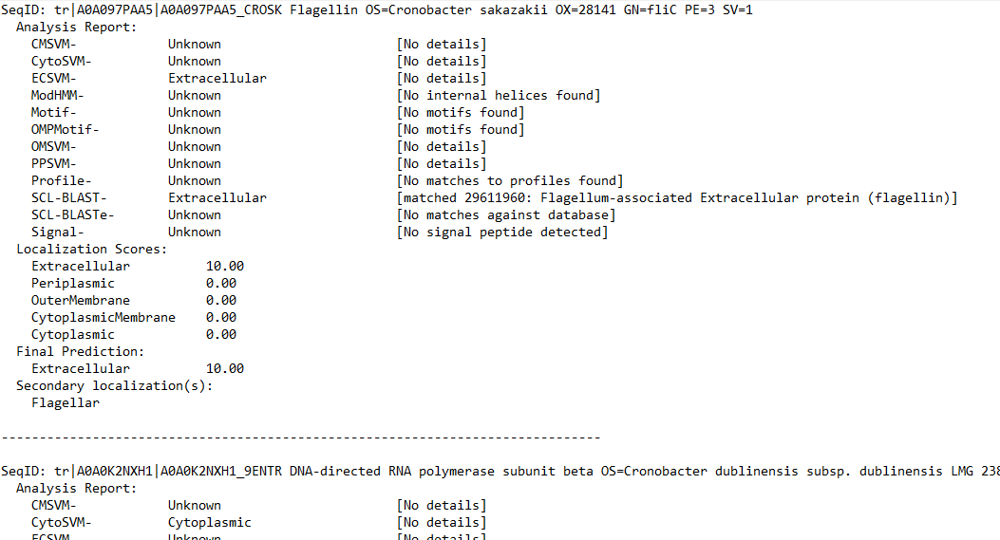 SeqID: tr|A0A097PAA5|A0A097PAA5_CROSK Flagellin OS=Cronobacter sakazakii OX=28141 GN=fliC PE=3 SV=1
Analysis Report:
CMSVM- Unknown [No details]
CytoSVM- Unknown [No details]
ECSVM- Extracellular [No details]
ModHMM- Unknown [No internal helices found]
Motif- Unknown [No motifs found]
OMPMotif- Unknown [No motifs found]
OMSVM- Unknown [No details]
PPSVM- Unknown [No details]
Profile- Unknown [No matches to profiles found]
SCL-BLAST- Extracellular [matched 29611960: Flagellum-associated Extracellular protein (flagellin)]
SCL-BLASTe- Unknown [No matches against database]
Signal- Unknown [No signal peptide detected]
Localization Scores:
Extracellular 10.00
Periplasmic 0.00
OuterMembrane 0.00
CytoplasmicMembrane 0.00
Cytoplasmic 0.00
Final Prediction:
Extracellular 10.00
Secondary localization(s):
Flagellar
-------------------------------------------------------------------------------
SeqID: tr|A0A0K2NXH1|A0A0K2NXH1_9ENTR DNA-directed RNA polymerase subunit beta OS=Cronobacter dublinensis subsp. dublinensis LMG 238
Analysis Report:
CMSVM- Unknown [No details]
CytoSVM- Cytoplasmic [No details]
ECSVM- Unknown [No details]